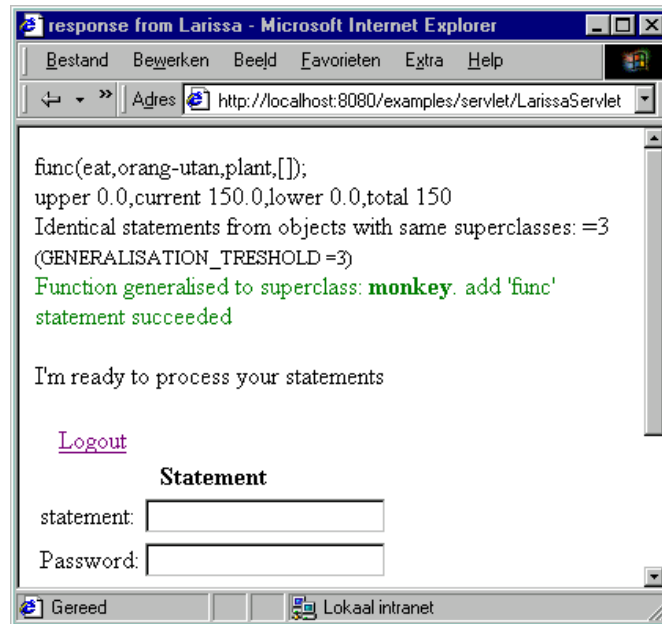 response from Larissa - Microsoft Internet Explorer
Bestand Bewerken Beeld Favorieten Extra Help
» Adres http://localhost:8080/examples/servlet/LarissaServlet
func(eat,orang-utan,plant,[]);
upper 0.0,current 150.0,lower 0.0,total 150
Identical statements from objects with same superclasses: =3
(GENERALISATION_TRESHOLD =3)
Function generalised to superclass: monkey. add 'func'
statement succeeded
I'm ready to process your statements
Logout
Statement
statement:
Password:
Gereed Lokaal intranet